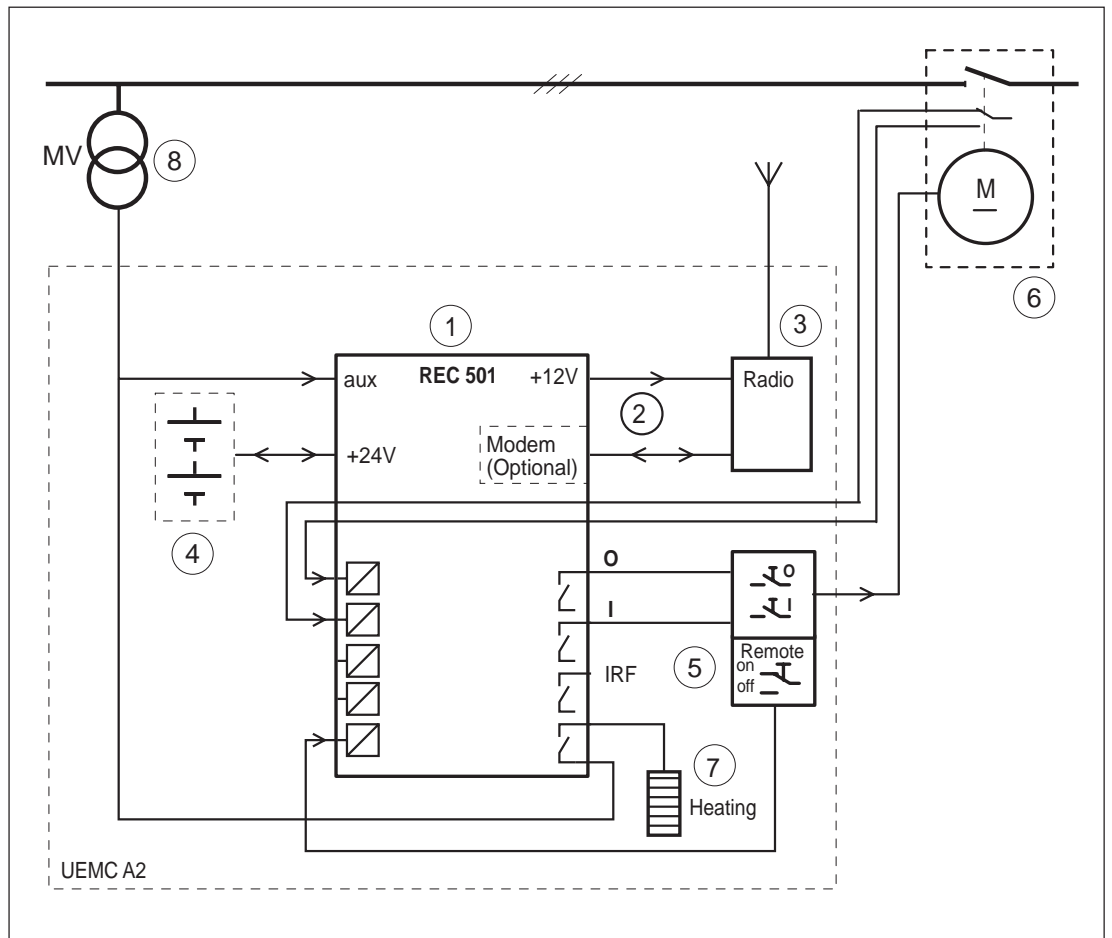 MV
8
M
6
1
3
aux
REC 501
+12V
Radio
2
+24V
Modem
(Optional)
4
O
I
O
I
5
Remote
on
off
IRF
7
Heating
UEMC A2